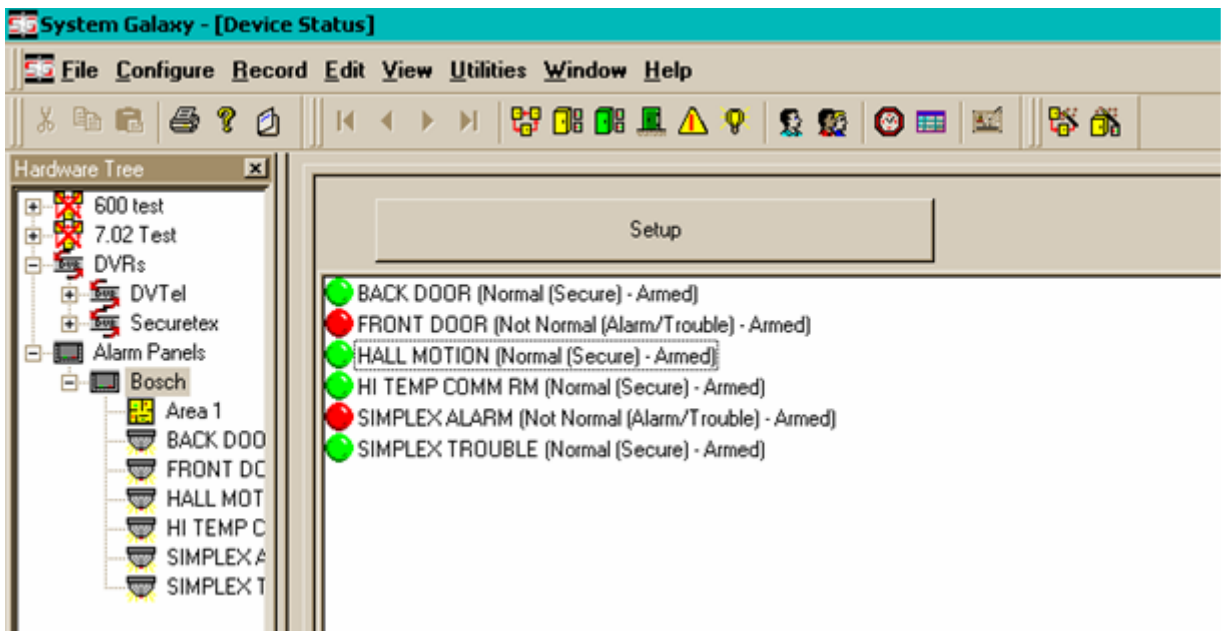 System Galaxy - [Device Status]
File Configure Record Edit View Utilities Window Help
Hardware Tree
600 test
7.02 Test
DVRs
DVTel
Securetex
Alarm Panels
Bosch
Area 1
BACK DOO
FRONT DC
HALL MOT
HI TEMP C
SIMPLEX A
SIMPLEX T
Setup
BACK DOOR (Normal (Secure) - Armed)
FRONT DOOR (Not Normal (Alarm/Trouble) - Armed)
HALL MOTION (Normal (Secure) - Armed)
HI TEMP COMM RM (Normal (Secure) - Armed)
SIMPLEX ALARM (Not Normal (Alarm/Trouble) - Armed)
SIMPLEX TROUBLE (Normal (Secure) - Armed)